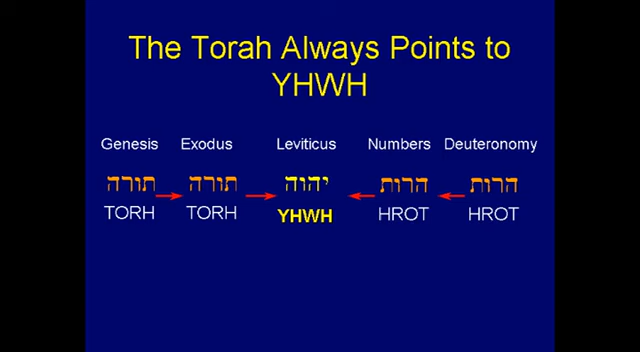 The Torah Always Points to
YHWH
Genesis Exodus Leviticus Numbers Deuteronomy
תורה תורה יהוה הרות הרות
TORH TORH YHWH HROT HROT